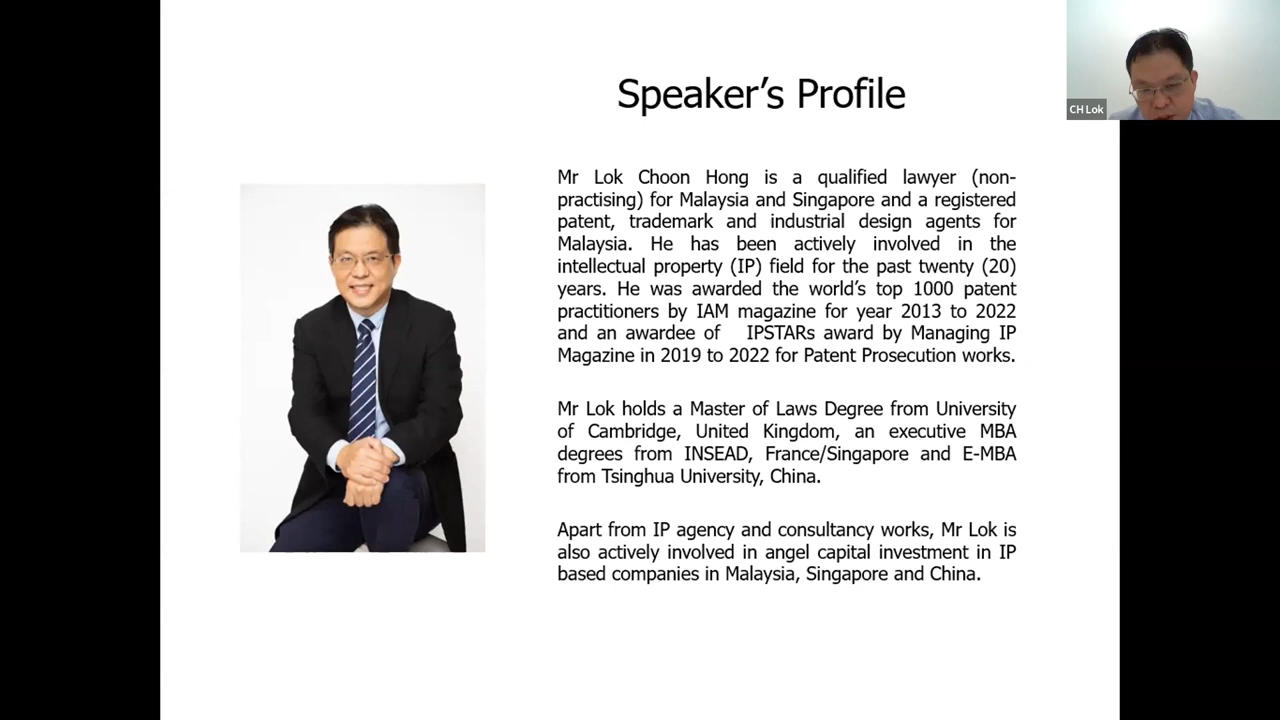 Speaker's Profile
CH Lok
Mr Lok Choon Hong is a qualified lawyer (non-
practising) for Malaysia and Singapore and a registered
patent, trademark and industrial design agents for
Malaysia. He has been actively involved in the
intellectual property (IP) field for the past twenty (20)
years. He was awarded the world's top 1000 patent
practitioners by IAM magazine for year 2013 to 2022
and an awardee of IPSTARs award by Managing IP
Magazine in 2019 to 2022 for Patent Prosecution works.
Mr Lok holds a Master of Laws Degree from University
of Cambridge, United Kingdom, an executive MBA
degrees from INSEAD, France/Singapore and E-MBA
from Tsinghua University, China.
Apart from IP agency and consultancy works, Mr Lok is
also actively involved in angel capital investment in IP
based companies in Malaysia, Singapore and China.